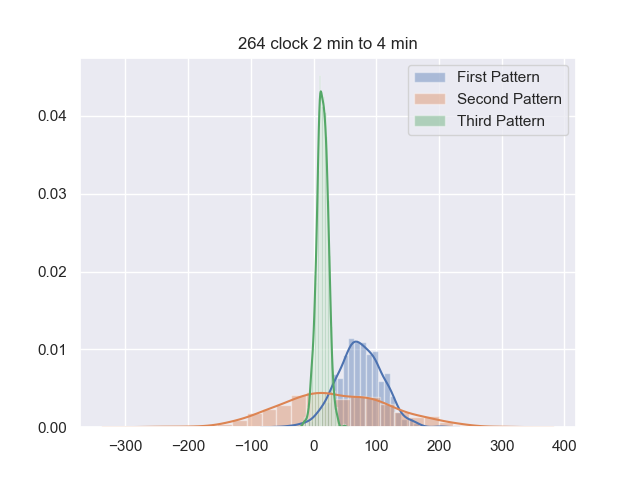 264 clock 2 min to 4 min
First Pattern
Second Pattern
Third Pattern
0.04
0.03
0.02
0.01
0.00
−300 −200 −100 0 100 200 300 400